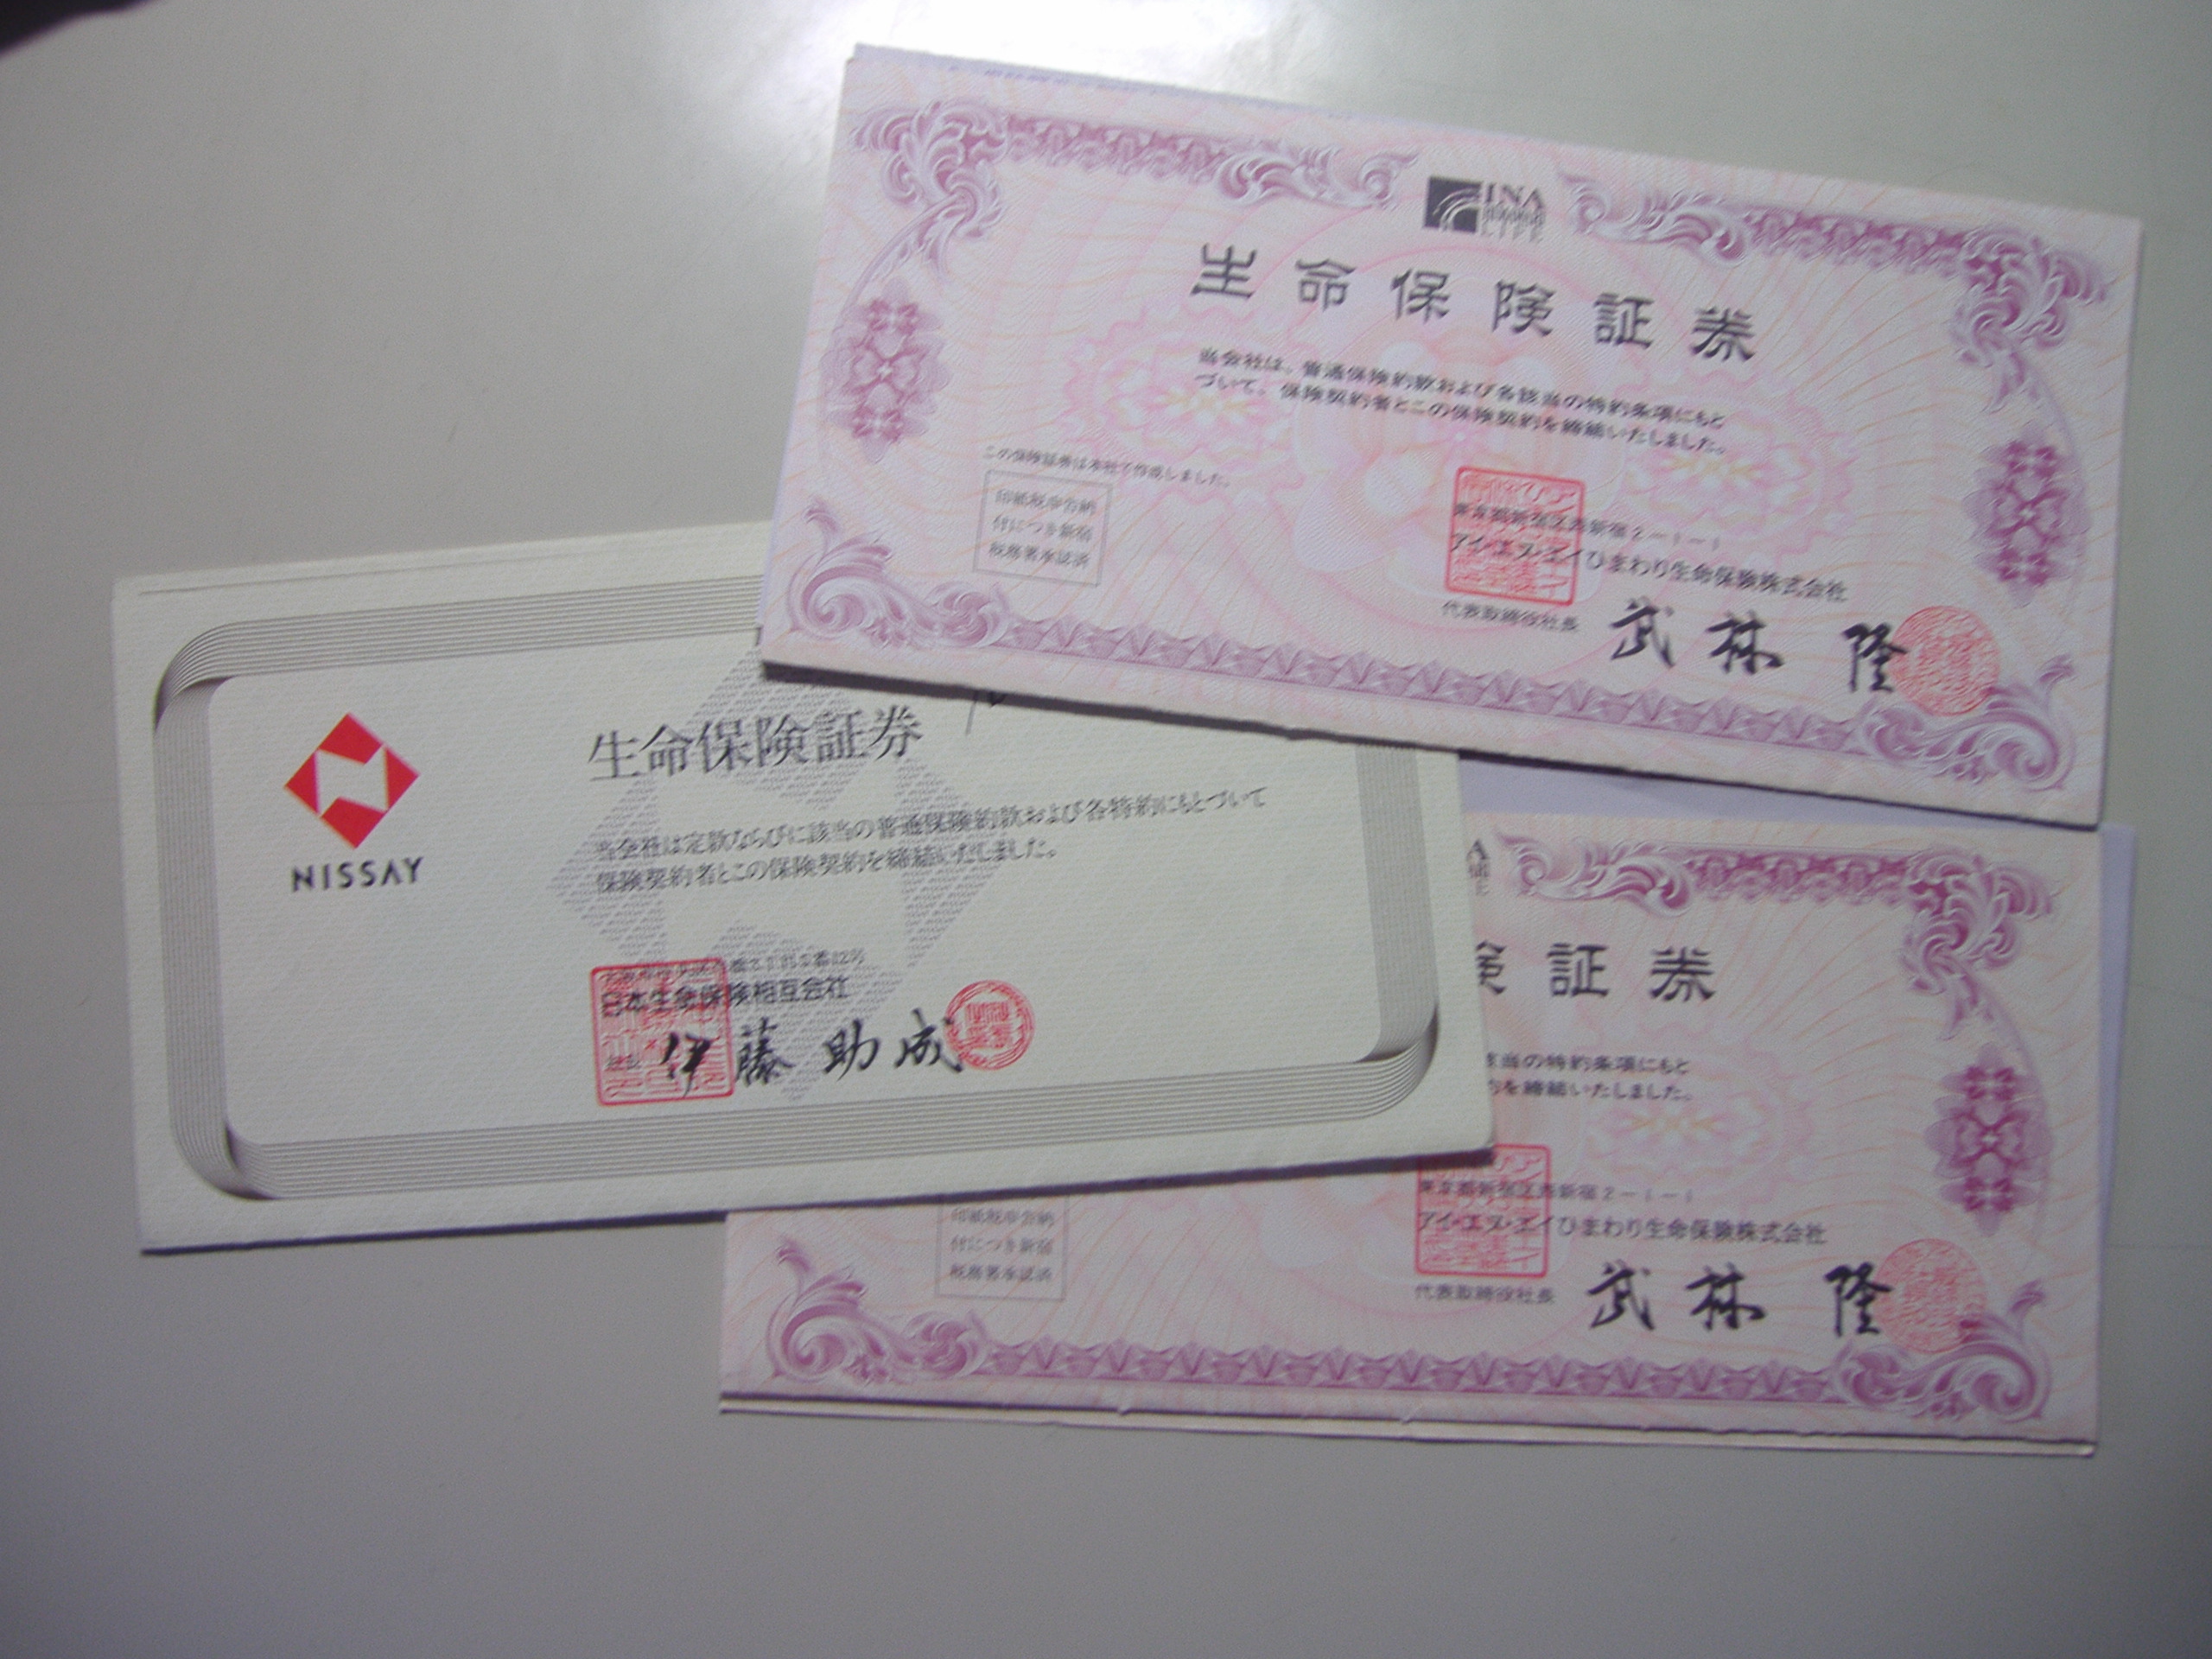 INA
生命保険証券
当会社は、普通保険約款および各該当の特約条項にもと
づいて、保険契約者とこの保険契約を締結いたしました。
この保険証券は本社で作成しました。
印紙税申告納
付につき新宿
税務署承認済
東京都新宿区西新宿2-1-1
アイ・エヌ・エイひまわり生命保険株式会社
代表取締役社長 武林 隆
NISSAY
生命保険証券
当会社は定款ならびに該当の普通保険約款および各特約にもとづいて
保険契約者とこの保険契約を締結いたしました。
日本生命保険相互会社
社長 伊藤 助成
険証券
該当の特約条項にもと
約を締結いたしました。
印紙税申告納
付につき新宿
税務署承認済
東京都新宿区西新宿2-1-1
アイ・エヌ・エイひまわり生命保険株式会社
代表取締役社長 武林 隆